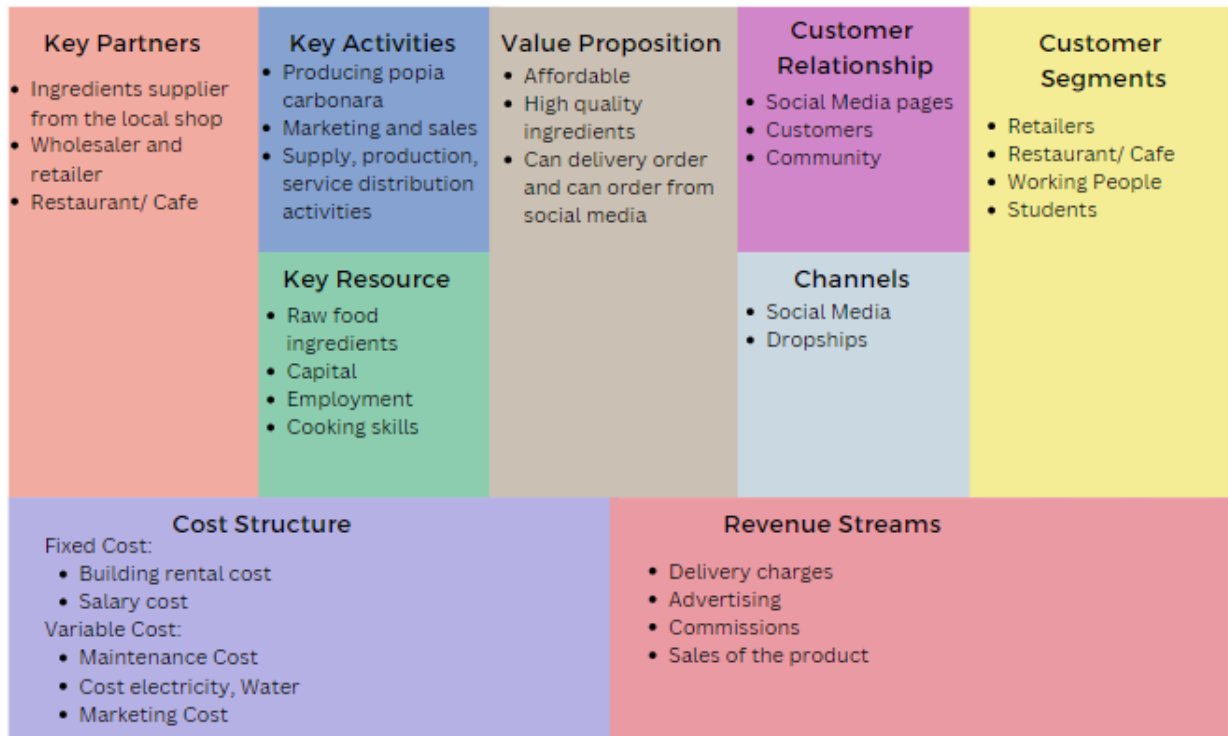 Key Partners
• Ingredients supplier
from the local shop
• Wholesaler and
retailer
• Restaurant/ Cafe
Key Activities
• Producing popia
carbonara
• Marketing and sales
• Supply, production,
service distribution
activities
Key Resource
• Raw food
ingredients
• Capital
• Employment
• Cooking skills
Value Proposition
• Affordable
• High quality
ingredients
• Can delivery order
and can order from
social media
Customer
Relationship
• Social Media pages
• Customers
• Community
Channels
• Social Media
• Dropships
Customer
Segments
• Retailers
• Restaurant/ Cafe
• Working People
• Students
Cost Structure
Fixed Cost:
• Building rental cost
• Salary cost
Variable Cost:
• Maintenance Cost
• Cost electricity, Water
• Marketing Cost
Revenue Streams
• Delivery charges
• Advertising
• Commissions
• Sales of the product